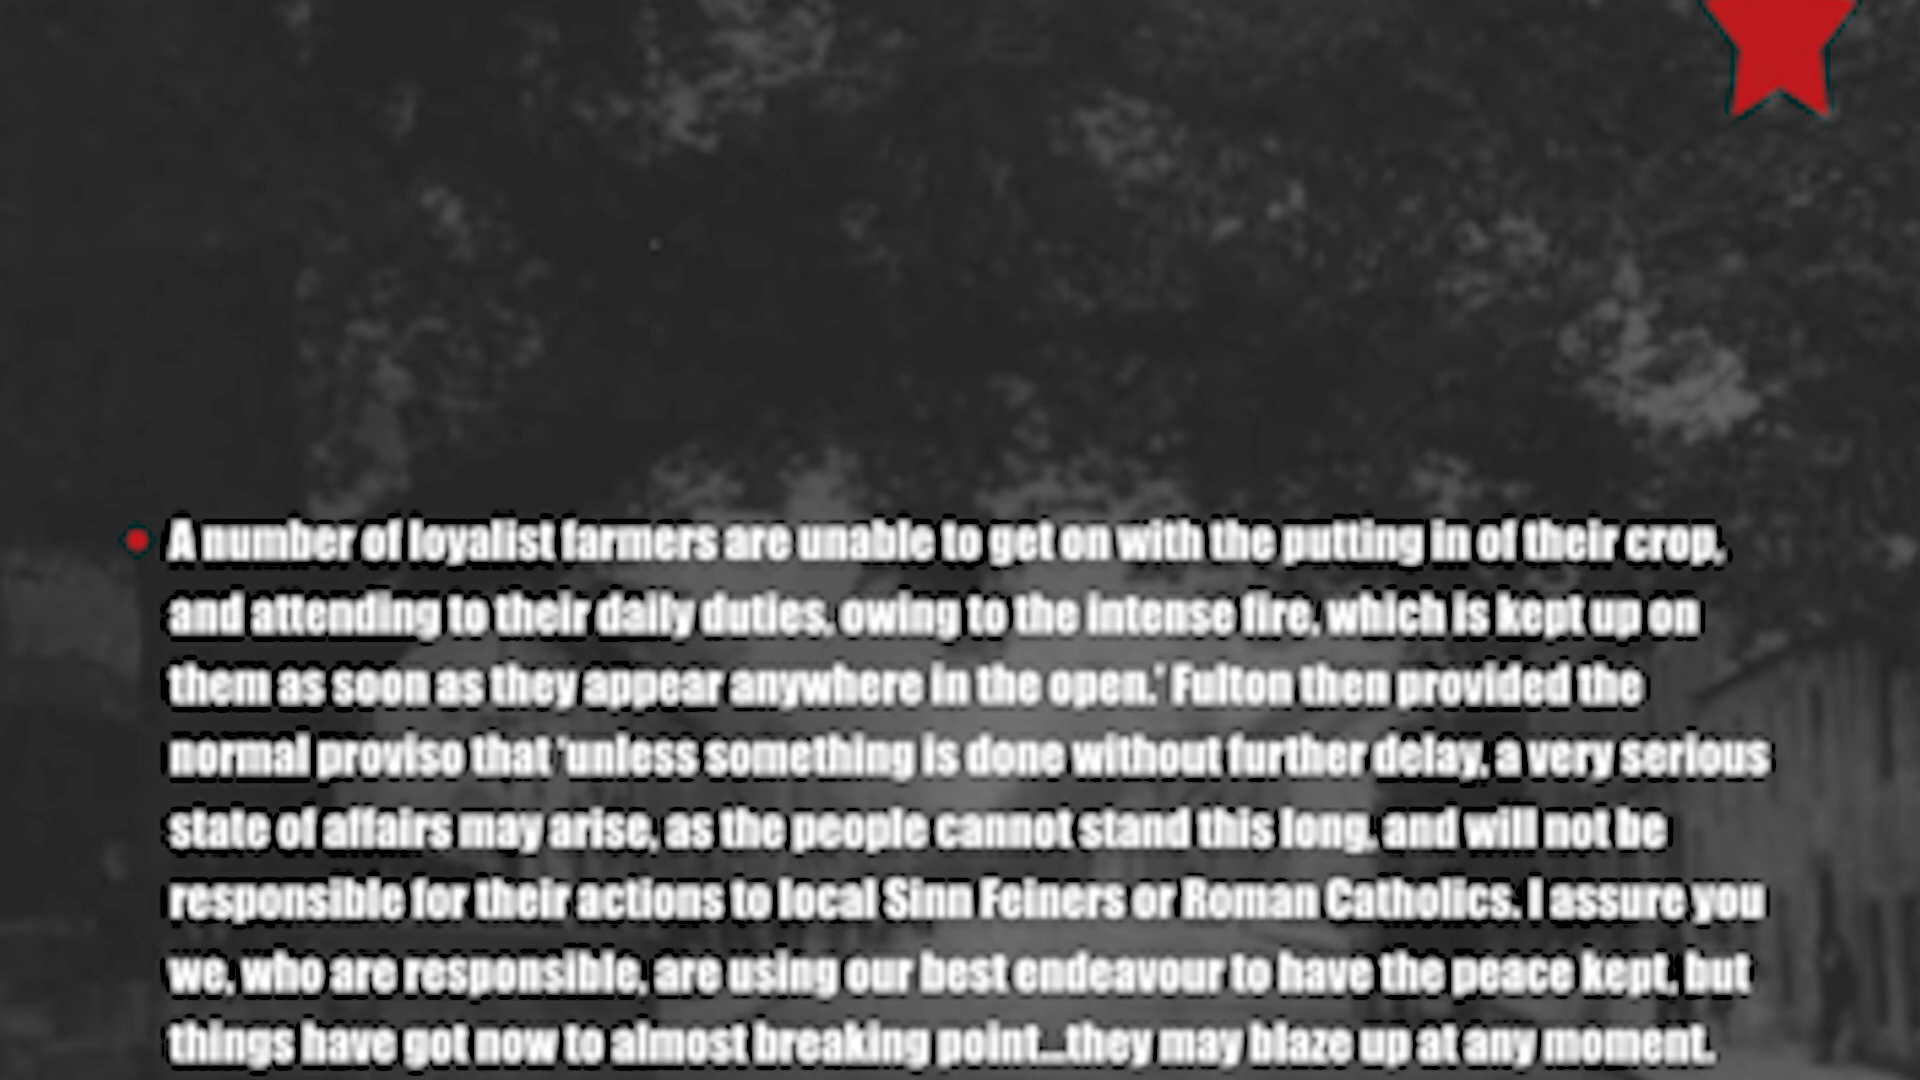 A number of loyalist farmers are unable to get on with the putting in of their crop,
and attending to their daily duties, owing to the intense fire, which is kept up on
them as soon as they appear anywhere in the open.' Fulton then provided the
normal proviso that 'unless something is done without further delay, a very serious
state of affairs may arise, as the people cannot stand this long, and will not be
responsible for their actions to local Sinn Feiners or Roman Catholics. I assure you
we, who are responsible, are using our best endeavour to have the peace kept, but
things have got now to almost breaking point...they may blaze up at any moment.